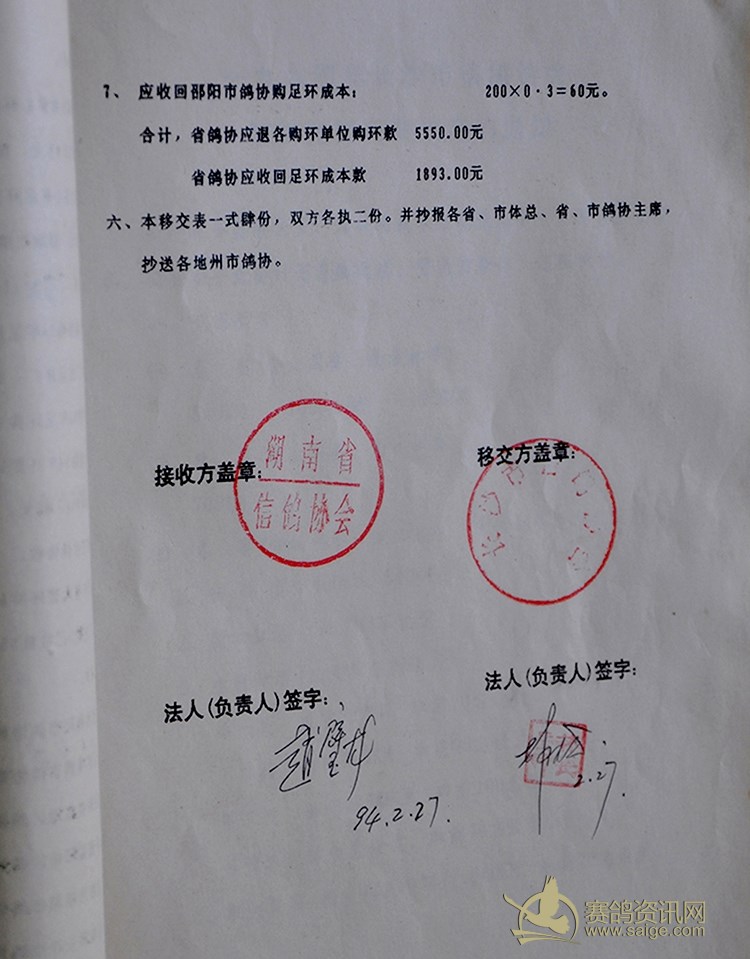 7、 应收回邵阳市鸽协购足环成本： 200×0·3=60元。
合计，省鸽协应退各购环单位购环款 5550.00元
省鸽协应收回足环成本款 1893.00元
六、本移交表一式肆份，双方各执二份。并抄报各省、市体总、省、市鸽协主席，
抄送各地州市鸽协。
接收方盖章：
湖南省
信鸽协会
移交方盖章：
法人(负责人)签字：
法人(负责人)签字：
94.2.27.
2.27.
赛鸽资讯网
www.saige.com